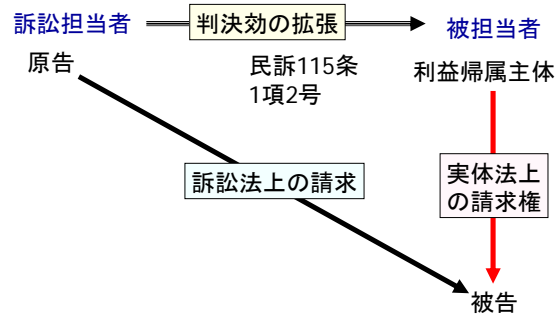 訴訟担当者
判決効の拡張
被担当者
原告
民訴115条
1項2号
利益帰属主体
訴訟法上の請求
実体法上
の請求権
被告